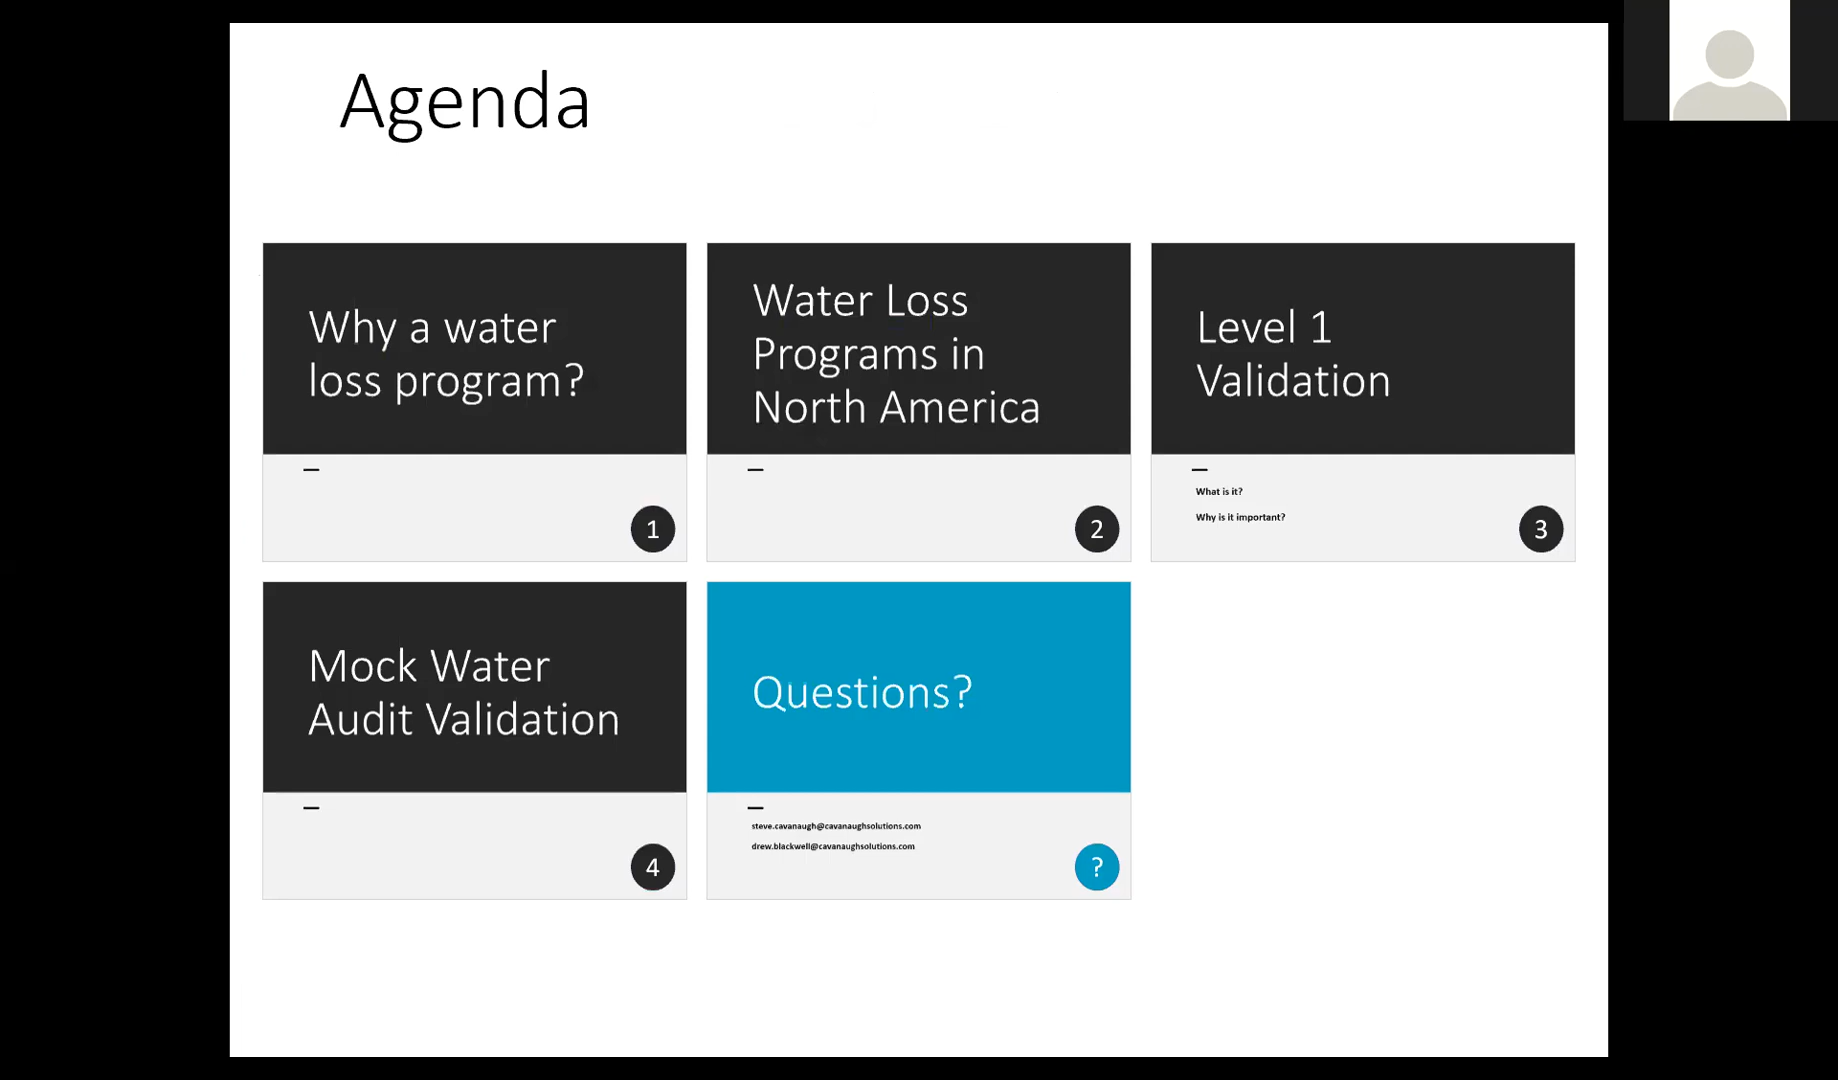 Agenda
Why a water
loss program?
1
Water Loss
Programs in
North America
2
Level 1
Validation
What is it?
Why is it important?
3
Mock Water
Audit Validation
4
Questions?
steve.cavanaugh@cavanaughsolutions.com
drew.blackwell@cavanaughsolutions.com
?